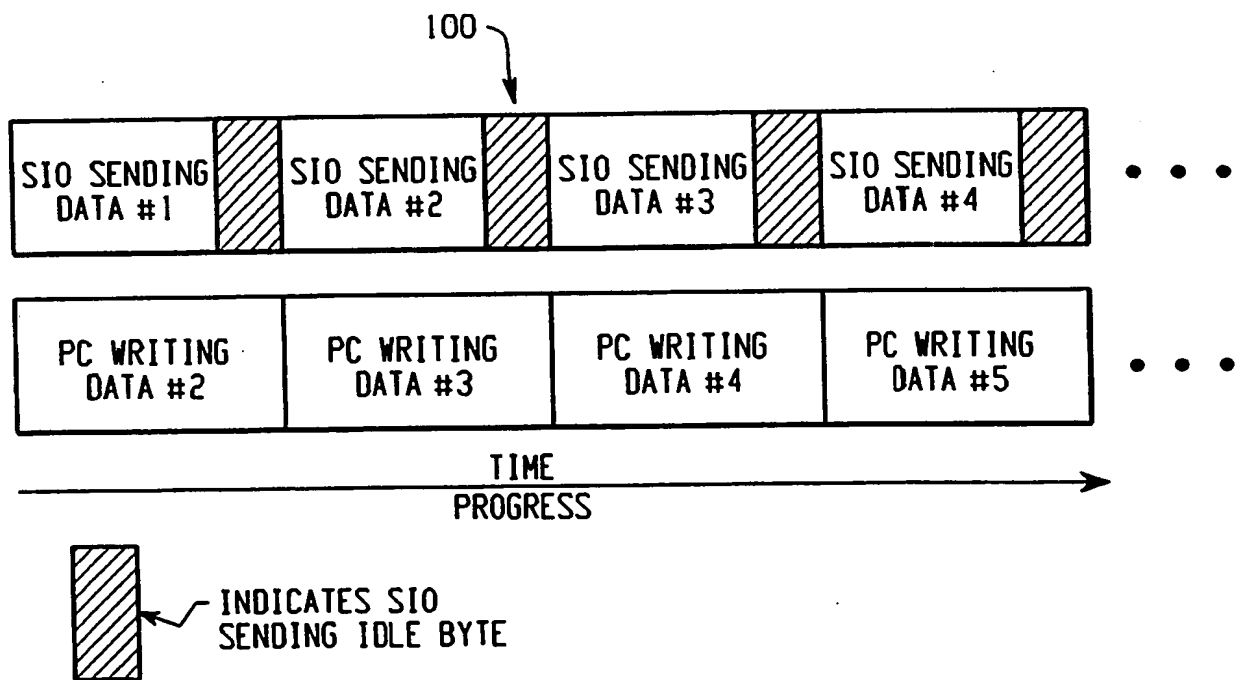 100
SIO SENDING
DATA #1
SIO SENDING
DATA #2
SIO SENDING
DATA #3
SIO SENDING
DATA #4
PC WRITING
DATA #2
PC WRITING
DATA #3
PC WRITING
DATA #4
PC WRITING
DATA #5
TIME
PROGRESS
INDICATES SIO
SENDING IDLE BYTE